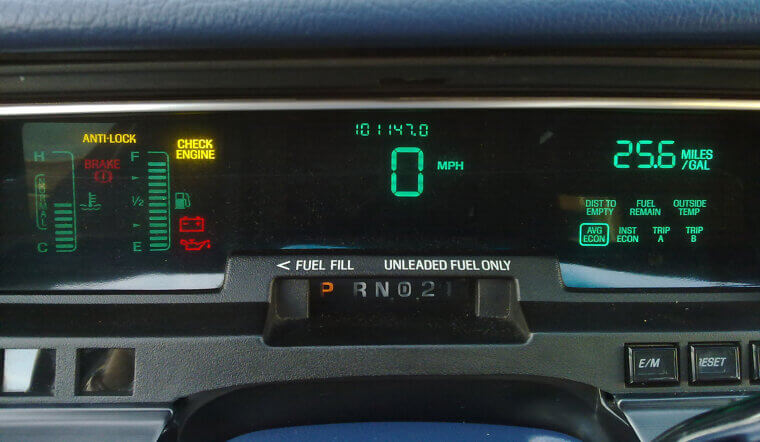 ANTI-LOCK
CHECK
ENGINE
H
BRAKE
F
NORMAL
½
C
E
101147.0
0 MPH
25.6 MILES
/GAL
DIST TO
EMPTY
FUEL
REMAIN
OUTSIDE
TEMP
AVG
ECON
INST
ECON
TRIP
A
TRIP
B
< FUEL FILL UNLEADED FUEL ONLY
P R N D 2 1
E/M
RESET